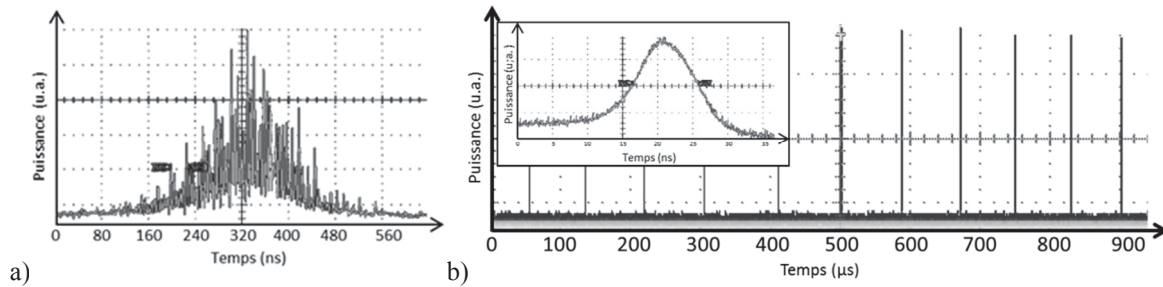 a)
Puissance (u.a.)
0 80 160 240 320 400 480 560
Temps (ns)
b)
Puissance (u.a.)
Puissance (u;a.)
0 5 10 15 20 25 30 35
Temps (ns)
0 100 200 300 400 500 600 700 800 900
Temps (µs)